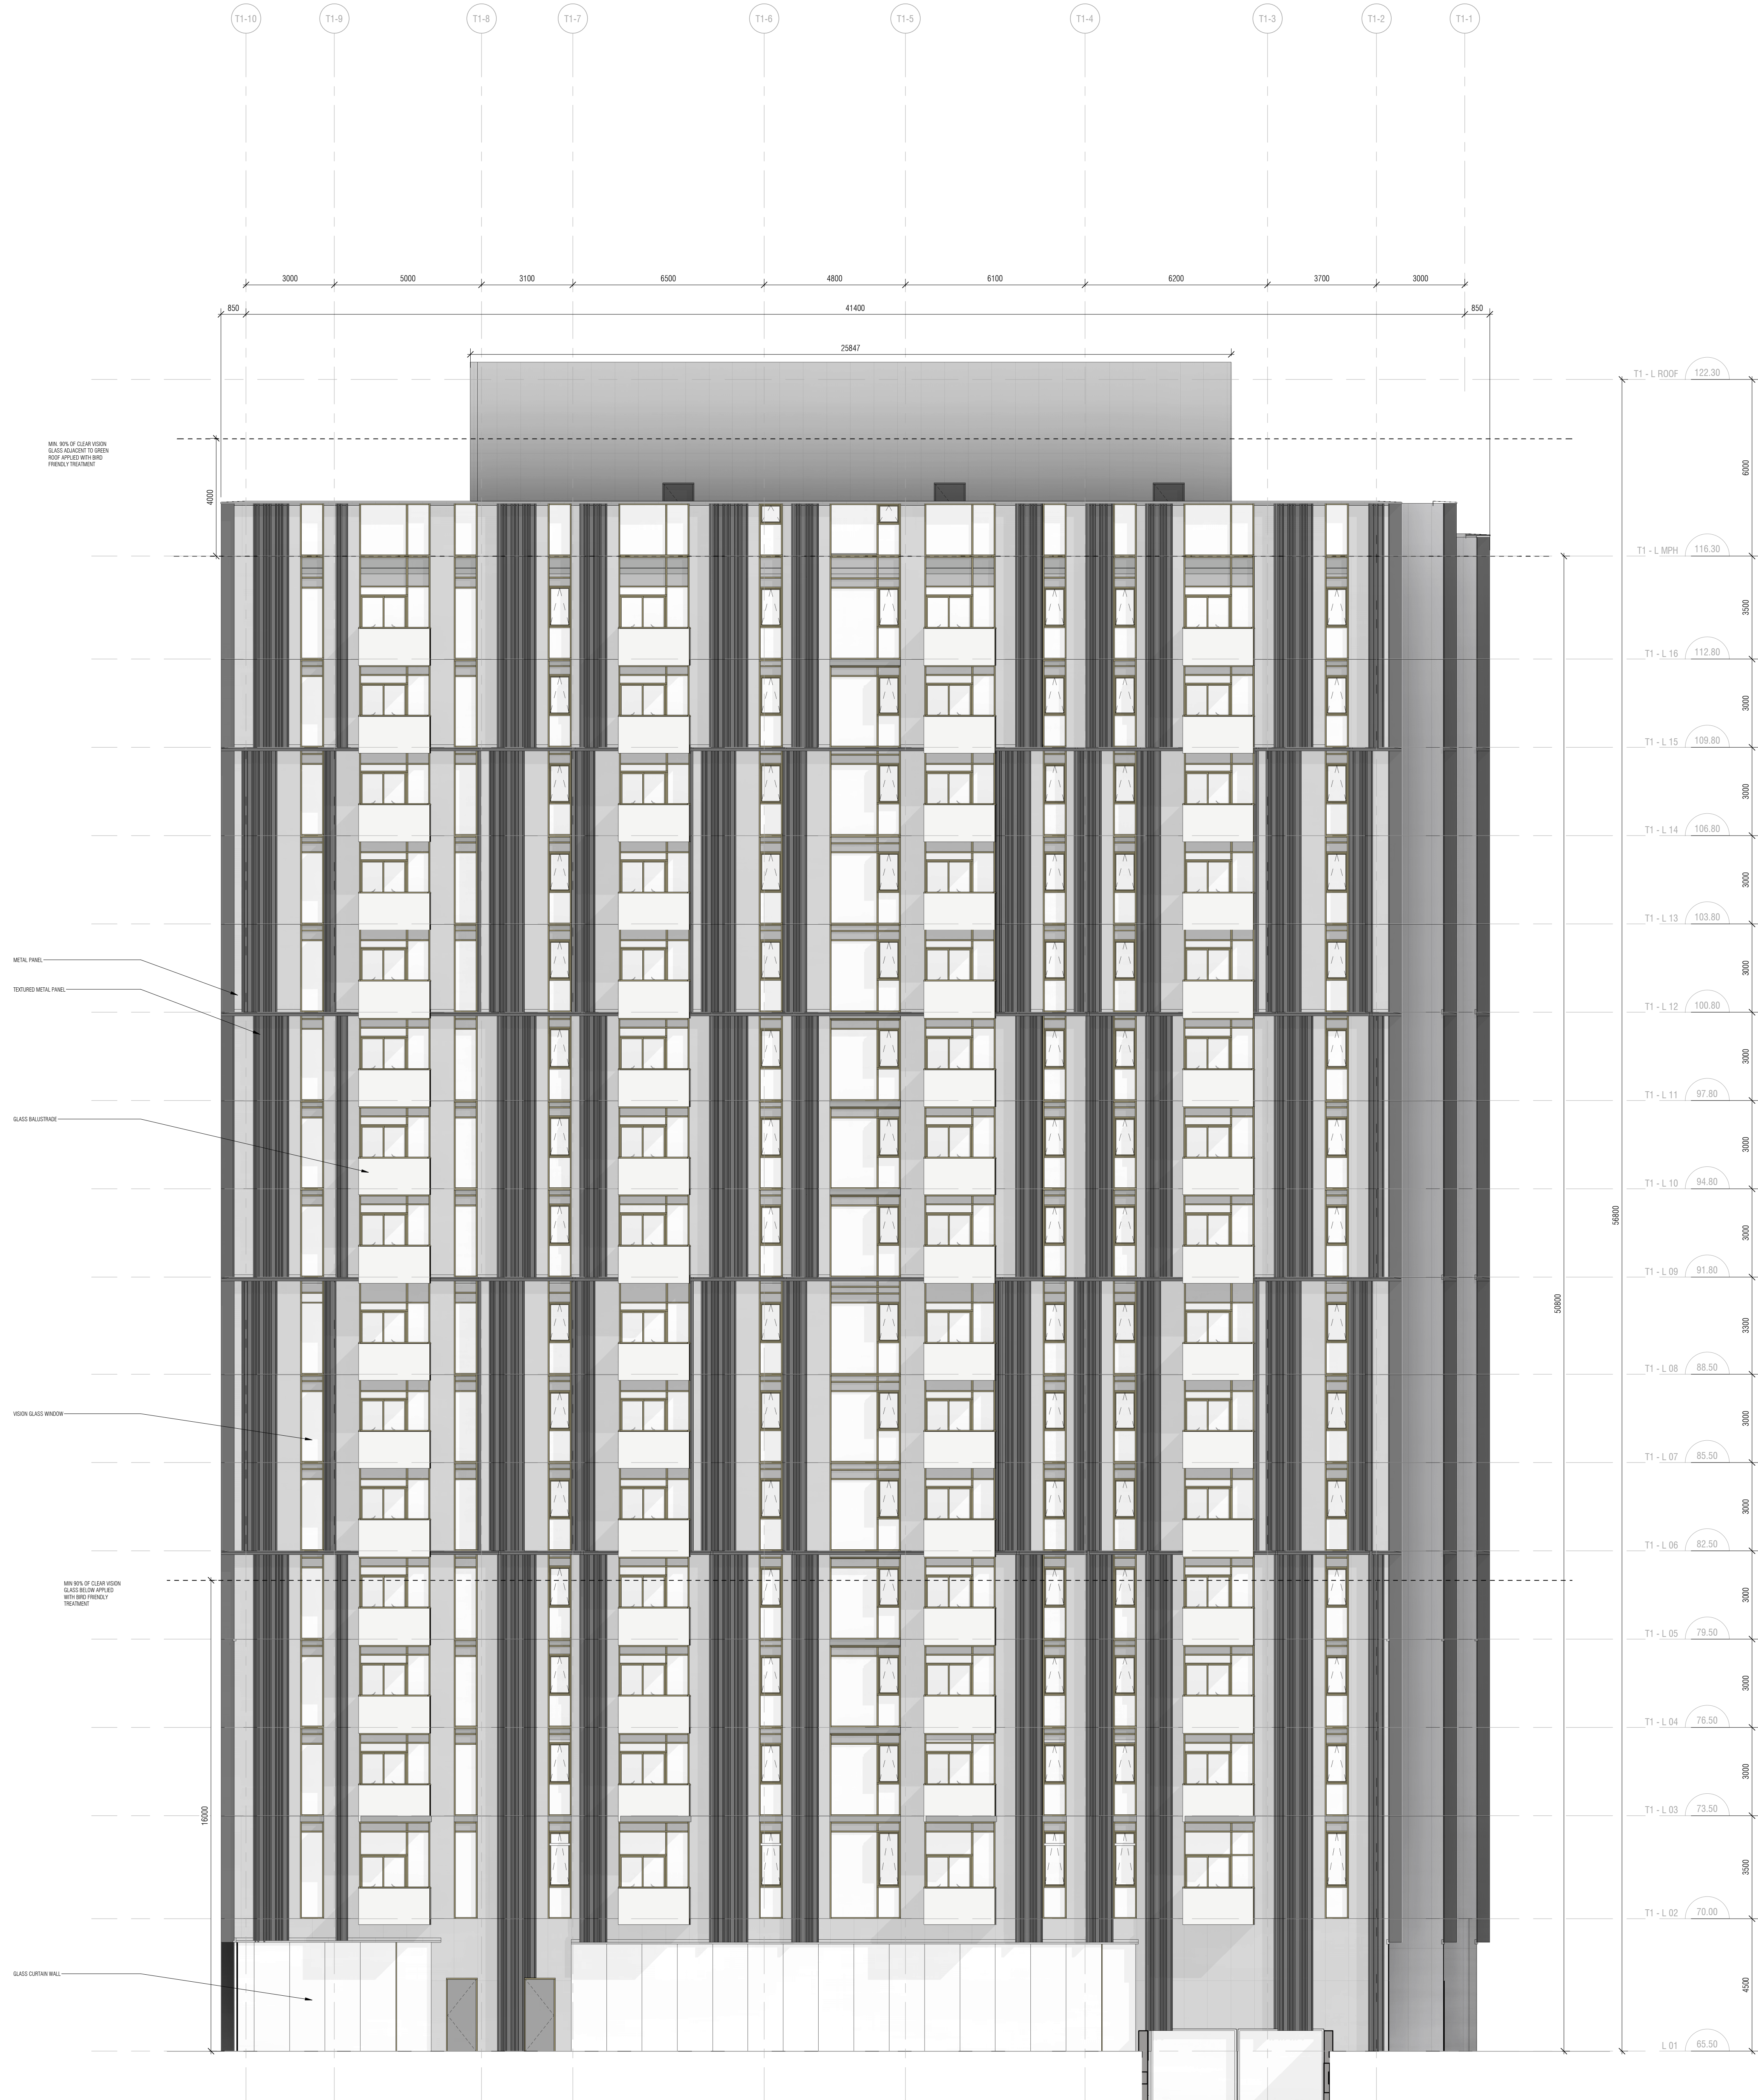 T1-10 T1-9 T1-8 T1-7 T1-6 T1-5 T1-4 T1-3 T1-2 T1-1
3000 5000 3100 6500 4800 6100 6200 3700 3000
850 41400 850
25847
T1 - L ROOF 122.30
MIN. 90% OF CLEAR VISION
GLASS ADJACENT TO GREEN
ROOF APPLIED WITH BIRD
FRIENDLY TREATMENT
4000
6000
T1 - L MPH 116.30
3500
T1 - L 16 112.80
3000
T1 - L 15 109.80
3000
T1 - L 14 106.80
3000
T1 - L 13 103.80
METAL PANEL
3000
TEXTURED METAL PANEL
T1 - L 12 100.80
3000
T1 - L 11 97.80
GLASS BALUSTRADE
3000
T1 - L 10 94.80
56800
3000
T1 - L 09 91.80
50800
3300
T1 - L 08 88.50
VISION GLASS WINDOW
3000
T1 - L 07 85.50
3000
T1 - L 06 82.50
MIN 90% OF CLEAR VISION
GLASS BELOW APPLIED
WITH BIRD FRIENDLY
TREATMENT
3000
T1 - L 05 79.50
3000
T1 - L 04 76.50
3000
16000
T1 - L 03 73.50
3500
T1 - L 02 70.00
GLASS CURTAIN WALL
4500
L 01 65.50